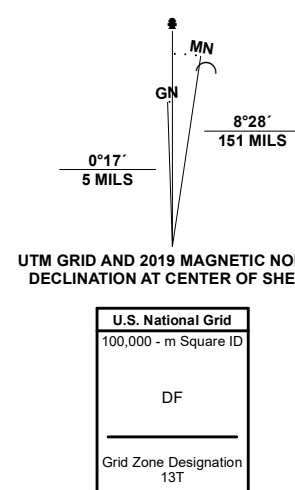 MN
GN
8°28´
151 MILS
0°17´
5 MILS
UTM GRID AND 2019 MAGNETIC NO
DECLINATION AT CENTER OF SHE
U.S. National Grid
100,000 - m Square ID
DF
Grid Zone Designation
13T